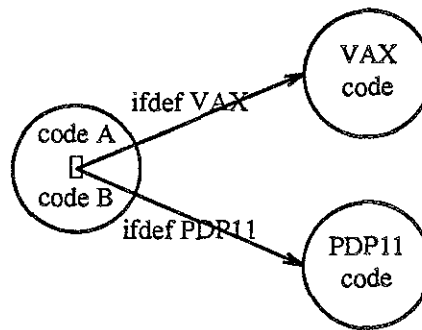 VAX
code
ifdef VAX
code A
code B
ifdef PDP11
PDP11
code